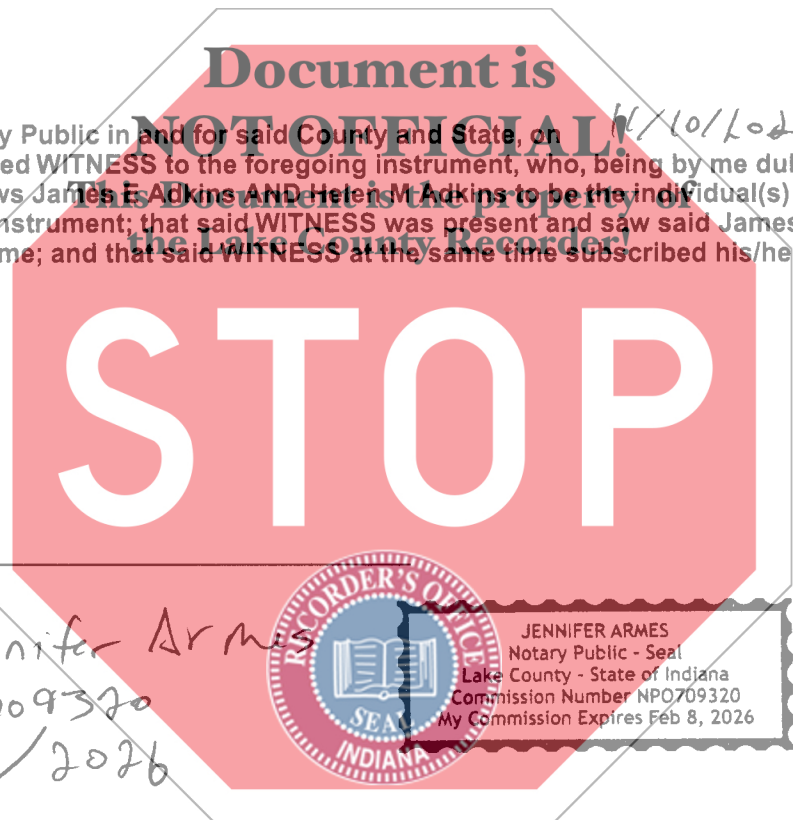 Document is
NOT OFFICIAL!
This Document is the property of
the Lake County Recorder!
y Public in and for said County and State, on
ed WITNESS to the foregoing instrument, who, being by me dul
ws James E Adkins AND Helen M Adkins to be the individual(s)
nstrument; that said WITNESS was present and saw said James
me; and that said WITNESS at the same time subscribed his/he
STOP
nifer Armes
09320
/2026
RECORDER'S OFFICE
SEAL
INDIANA
JENNIFER ARMES
Notary Public - Seal
Lake County - State of Indiana
Commission Number NP0709320
My Commission Expires Feb 8, 2026